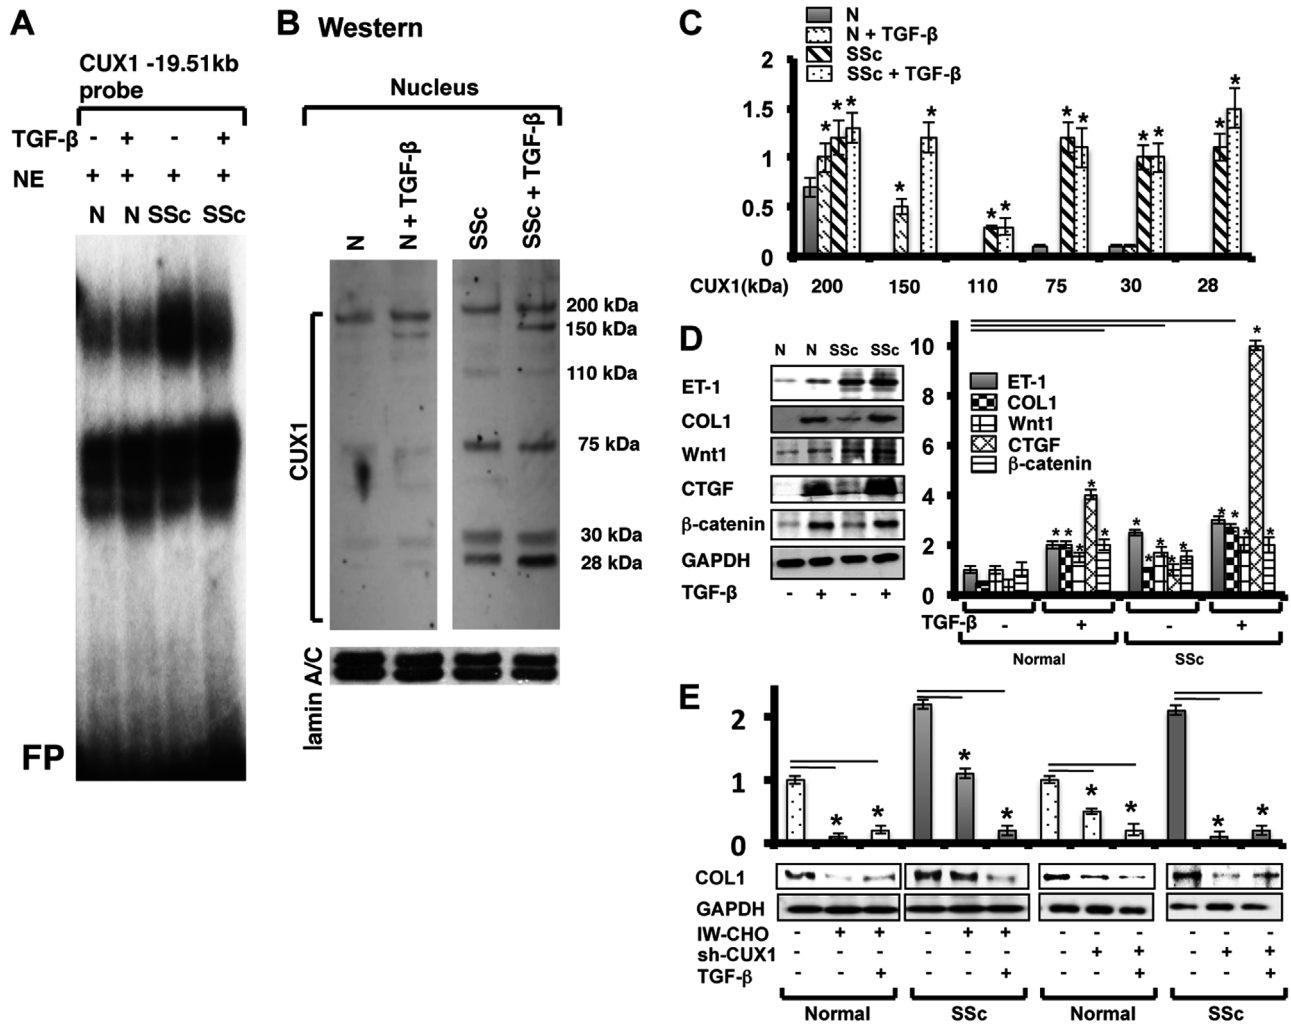 A
CUX1 -19.51kb
probe
TGF-β - + - +
NE + + + +
N N SSc SSc
FP
B Western
Nucleus
N
N + TGF-β
SSc
SSc + TGF-β
200 kDa
150 kDa
110 kDa
75 kDa
30 kDa
28 kDa
CUX1
lamin A/C
C
N
N + TGF-β
SSc
SSc + TGF-β
2
1.5
1
0.5
0
* * * * * * * * * * * * *
CUX1(kDa) 200 150 110 75 30 28
D
N N SSc SSc
ET-1
COL1
Wnt1
CTGF
β-catenin
GAPDH
TGF-β - + - +
10
8
6
4
2
0
ET-1
COL1
Wnt1
CTGF
β-catenin
* * * * * * * * * * * * * * *
TGF-β - + - +
Normal SSc
E
2
1
0
* * * * * * * *
COL1
GAPDH
IW-CHO - + + - + + - - - -
sh-CUX1 - - - - - - - + + - + +
TGF-β - - + - - + - - + - - +
Normal SSc Normal SSc